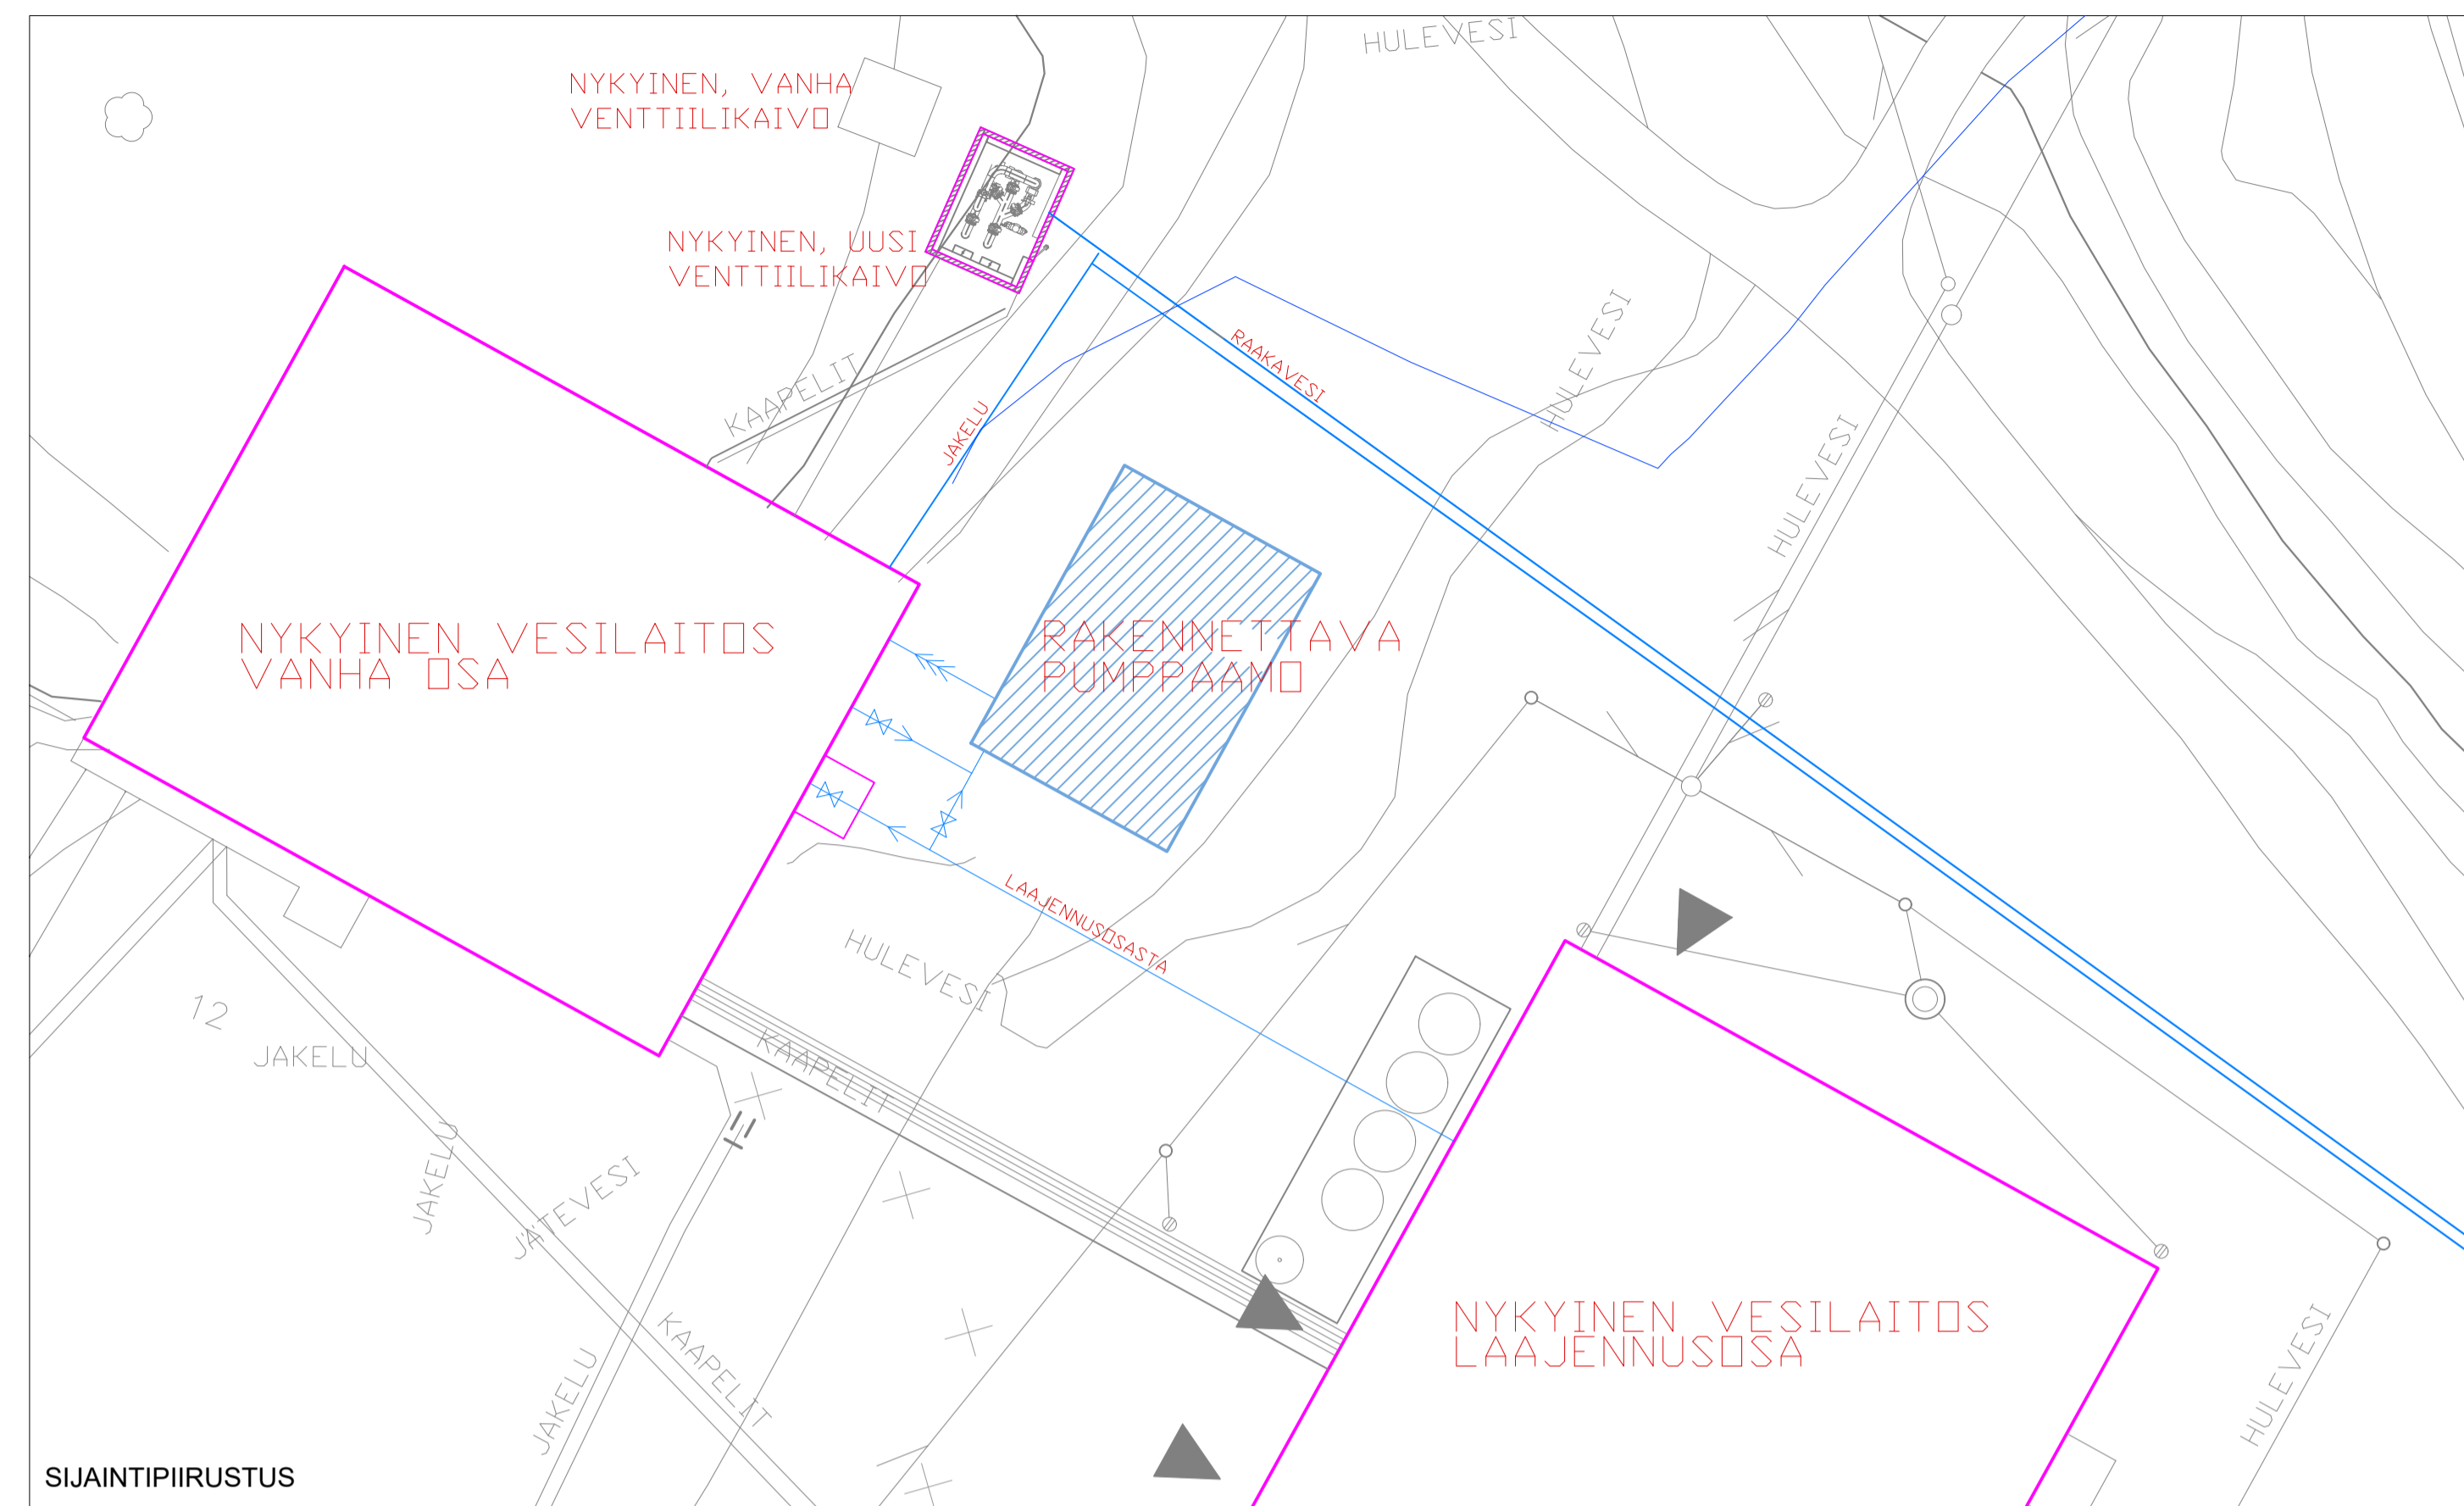 HULEVESI
NYKYINEN, VANHA
VENTTIILIKAIVO
NYKYINEN, UUSI
VENTTIILIKAIVO
RAAKAVESI
HULEVESI
KAAPELIT
JAKELU
HULEVESI
NYKYINEN VESILAITOS
VANHA OSA
RAKENNETTAVA
PUMPPAAMO
LAAJENNUSOSASTA
HULEVESI
12
JAKELU
KAAPELIT
JAKELU
JÄTEVESI
KAAPELIT
JAKELU
NYKYINEN VESILAITOS
LAAJENNUSOSA
HULEVESI
SIJAINTIPIIRUSTUS